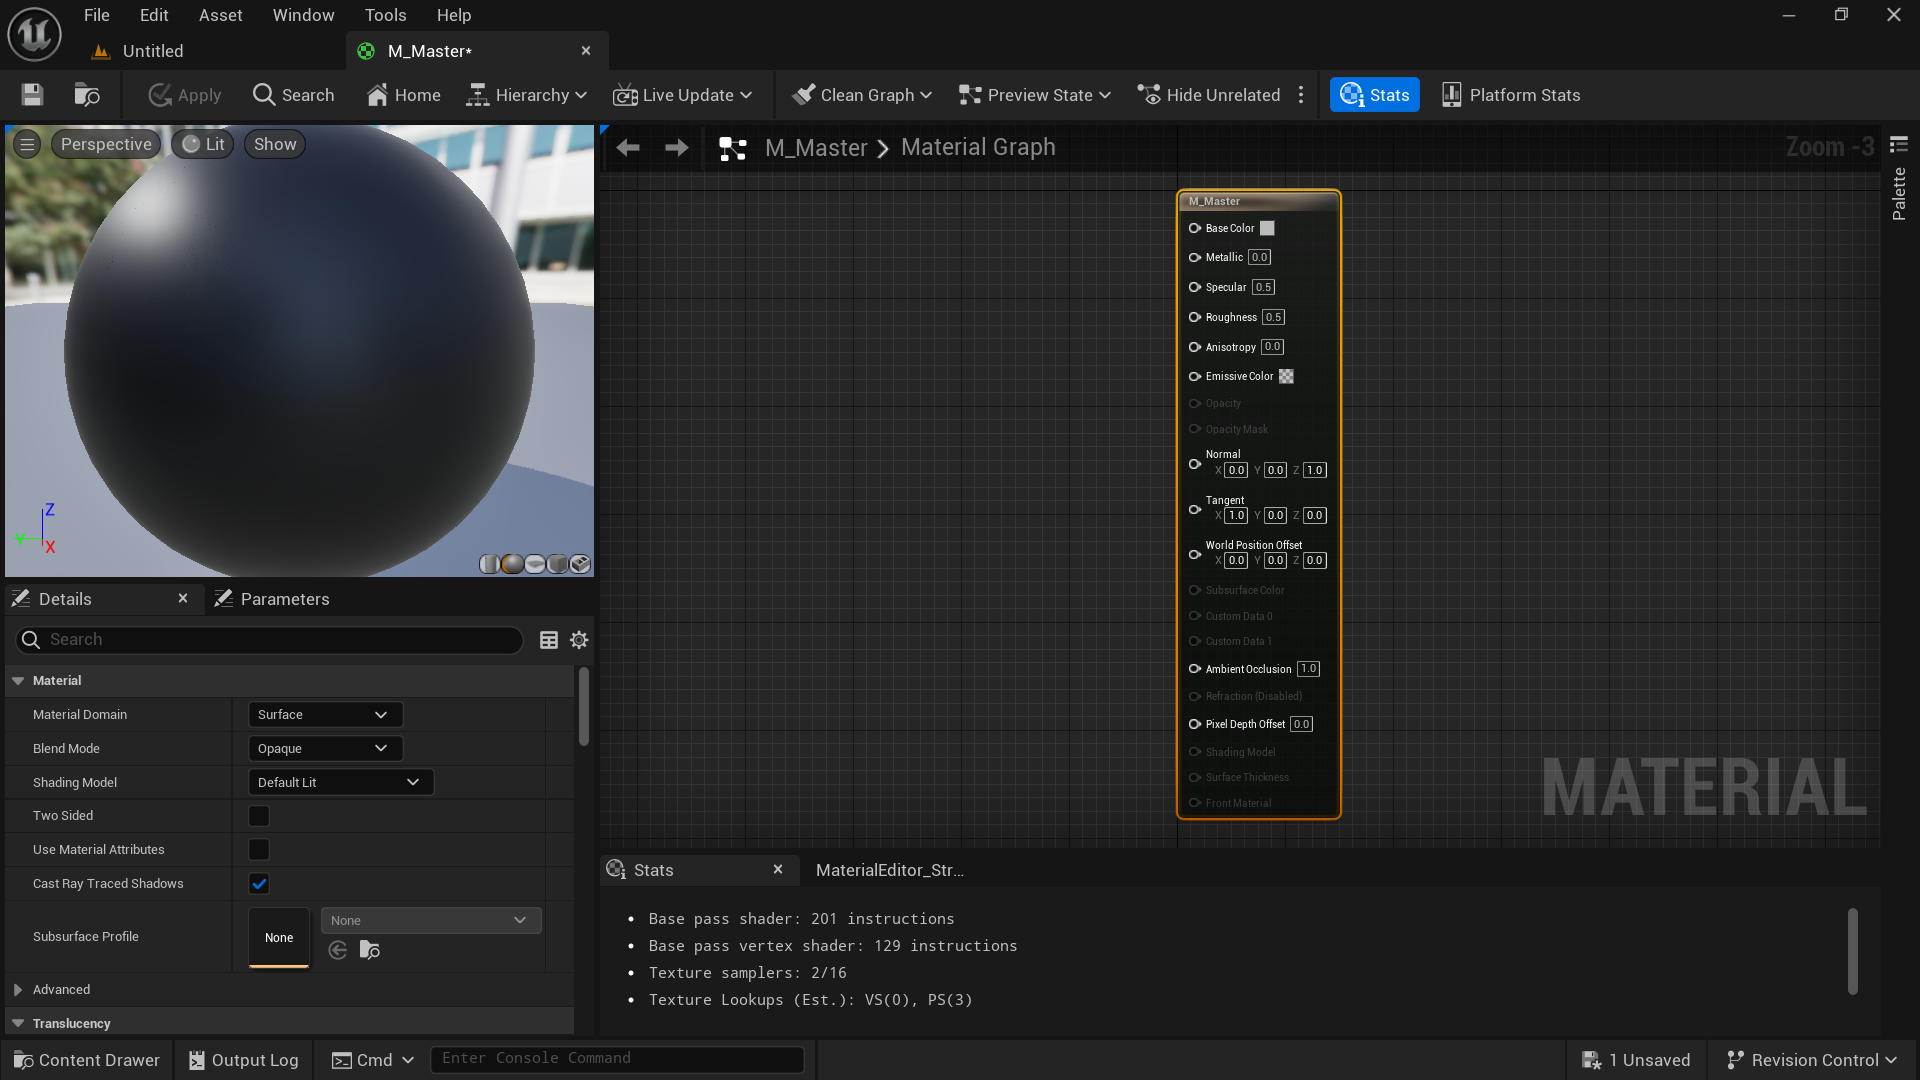 File Edit Asset Window Tools Help
Untitled
M_Master*
Apply Search Home Hierarchy Live Update Clean Graph Preview State Hide Unrelated Stats Platform Stats
Perspective Lit Show
M_Master Material Graph
Zoom -3
Palette
M_Master
Base Color
Metallic 0.0
Specular 0.5
Roughness 0.5
Anisotropy 0.0
Emissive Color
Opacity
Opacity Mask
Normal
X 0.0 Y 0.0 Z 1.0
Tangent
X 1.0 Y 0.0 Z 0.0
World Position Offset
X 0.0 Y 0.0 Z 0.0
Subsurface Color
Custom Data 0
Custom Data 1
Ambient Occlusion 1.0
Refraction (Disabled)
Pixel Depth Offset 0.0
Shading Model
Surface Thickness
Front Material
MATERIAL
Z
Y
X
Details Parameters
Search
Material
Material Domain Surface
Blend Mode Opaque
Shading Model Default Lit
Two Sided
Use Material Attributes
Cast Ray Traced Shadows
Subsurface Profile None None
Advanced
Translucency
Stats MaterialEditor_Str...
• Base pass shader: 201 instructions
• Base pass vertex shader: 129 instructions
• Texture samplers: 2/16
• Texture Lookups (Est.): VS(0), PS(3)
Content Drawer Output Log Cmd Enter Console Command 1 Unsaved Revision Control